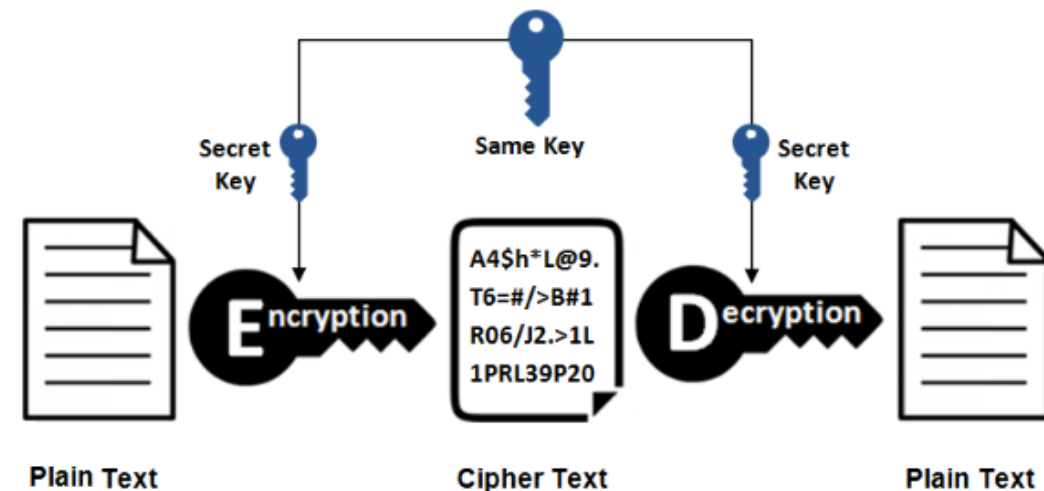 Same Key
Secret
Key
Secret
Key
Encryption
A4$h*L@9.
T6=#/>B#1
R06/J2.>1L
1PRL39P20
Decryption
Plain Text
Cipher Text
Plain Text